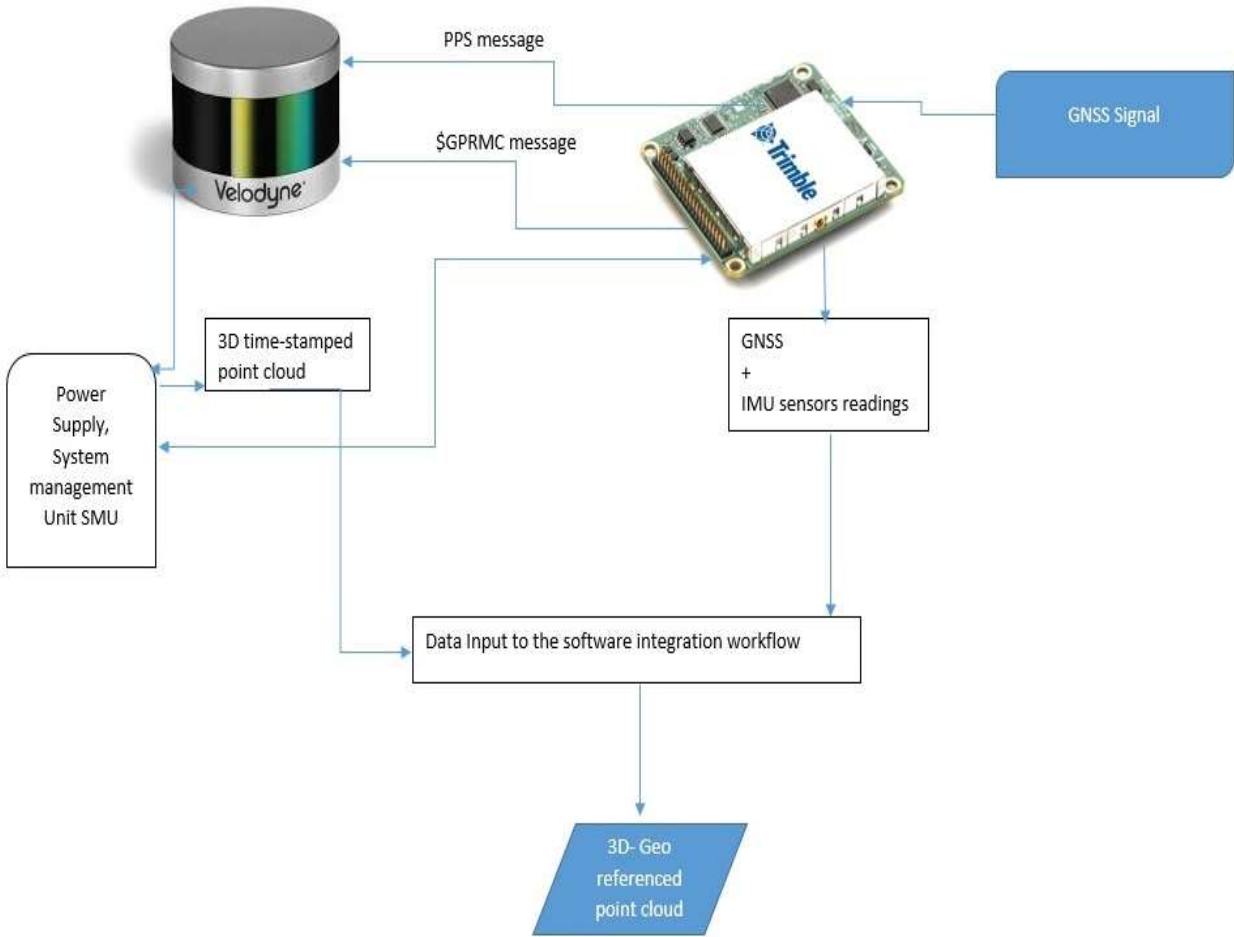 PPS message
GNSS Signal
$GPRMC message
Trimble
Velodyne
3D time-stamped
point cloud
GNSS
+
IMU sensors readings
Power
Supply,
System
management
Unit SMU
Data Input to the software integration workflow
3D- Geo
referenced
point cloud